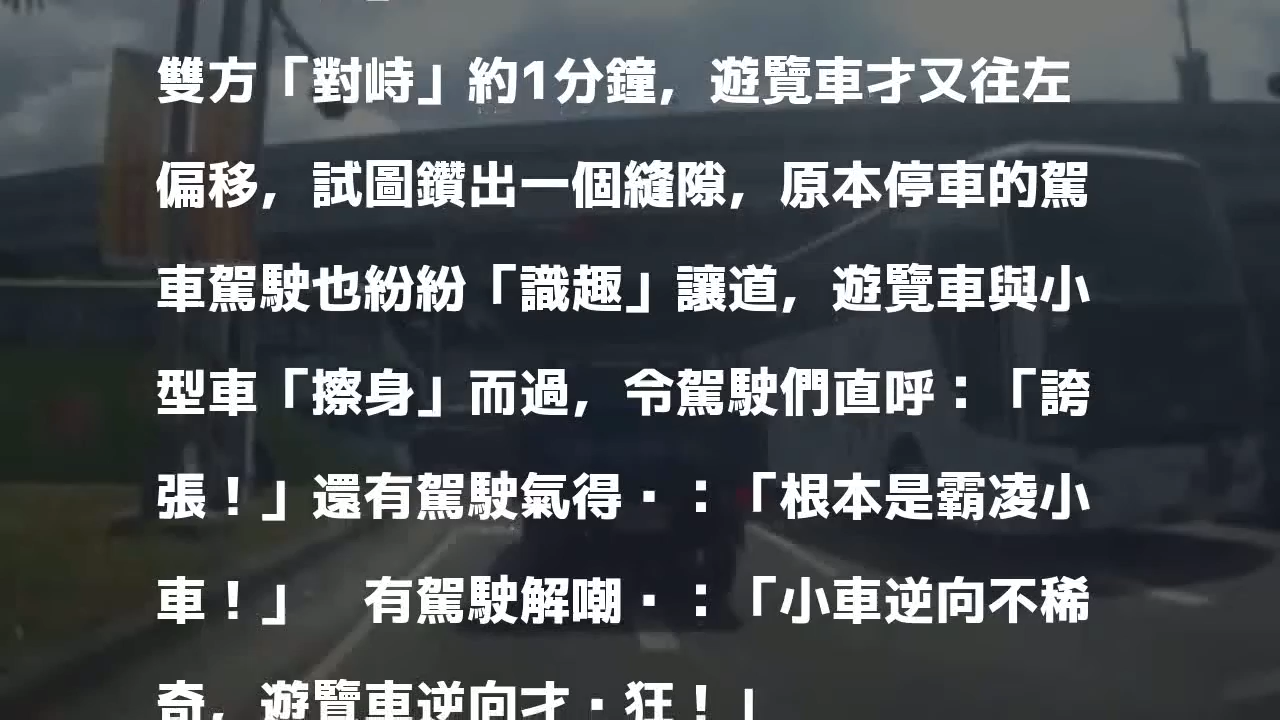 雙方「對峙」約1分鐘，遊覽車才又往左
偏移，試圖鑽出一個縫隙，原本停車的駕
車駕駛也紛紛「識趣」讓道，遊覽車與小
型車「擦身」而過，令駕駛們直呼：「誇
張！」還有駕駛氣得·：「根本是霸凌小
車！」　有駕駛解嘲·：「小車逆向不稀
奇，遊覽車逆向才·狂！」